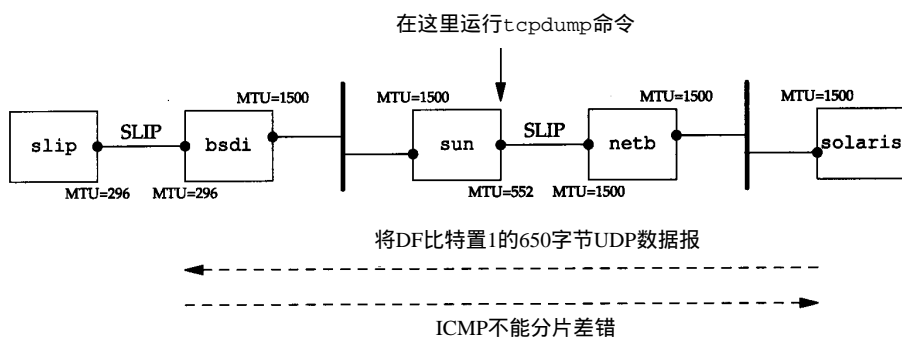 在这里运行tcpdump命令
MTU=1500 MTU=1500 MTU=1500 MTU=1500
slip SLIP bsdi sun SLIP netb solaris
MTU=296 MTU=296 MTU=552 MTU=1500
将DF比特置1的650字节UDP数据报
ICMP不能分片差错